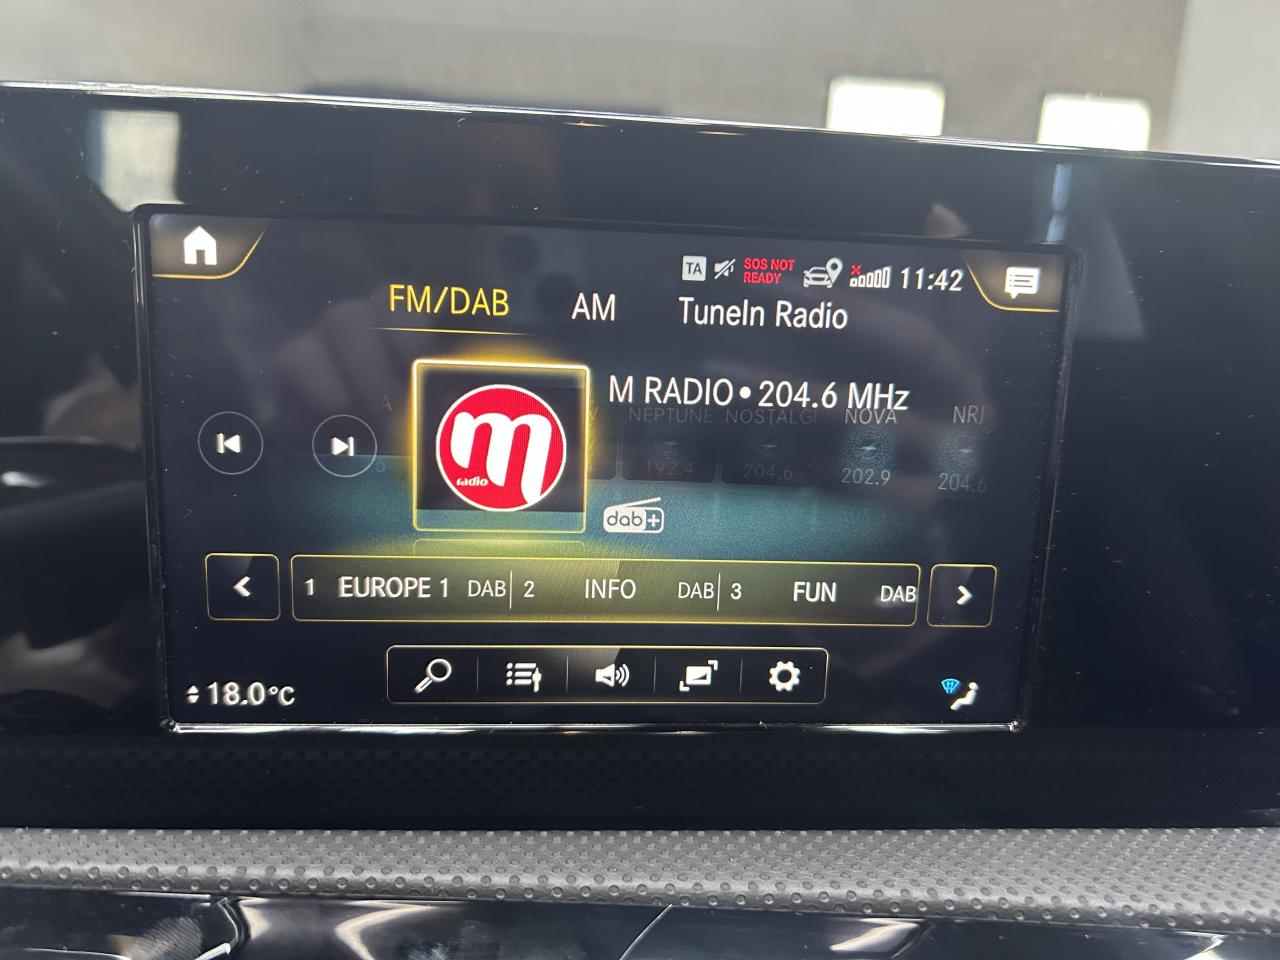 TA SOS NOT READY 11:42
FM/DAB AM TuneIn Radio
M RADIO • 204.6 MHz
NEPTUNE NOSTALGI NOVA NRJ
192.4 204.6 202.9 204.6
m radio
dab+
1 EUROPE 1 DAB 2 INFO DAB 3 FUN DAB
18.0°C